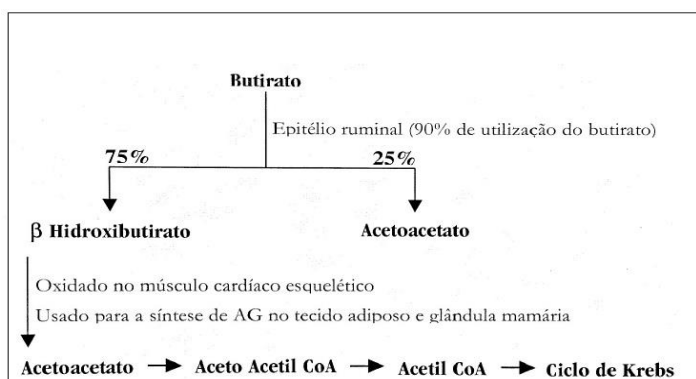 Butirato
Epitélio ruminal (90% de utilização do butirato)
75% 25%
β Hidroxibutirato Acetoacetato
Oxidado no músculo cardíaco esquelético
Usado para a síntese de AG no tecido adiposo e glândula mamária
Acetoacetato → Aceto Acetil CoA → Acetil CoA → Ciclo de Krebs